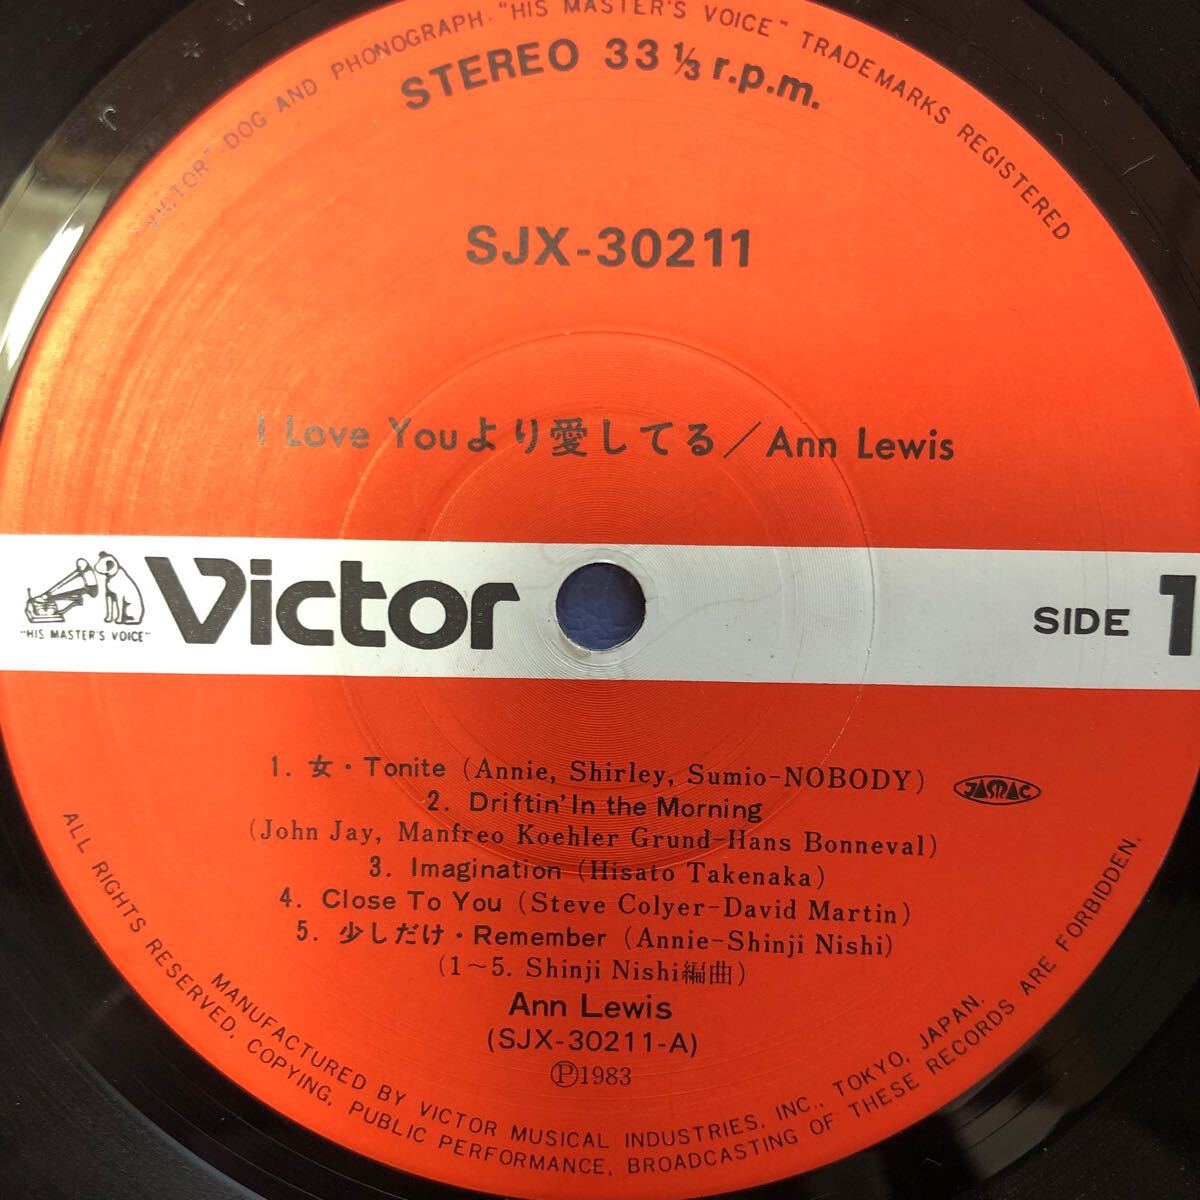 "VICTOR" DOG AND PHONOGRAPH · "HIS MASTER'S VOICE" TRADEMARKS REGISTERED
STEREO 33 ⅓ r.p.m.
SJX-30211
I Love Youより愛してる/Ann Lewis
"HIS MASTER'S VOICE"
Victor
SIDE 1
1. 女・Tonite (Annie, Shirley, Sumio-NOBODY)
JASRAC
2. Driftin' In the Morning
(John Jay, Manfreo Koehler Grund-Hans Bonneval)
3. Imagination (Hisato Takenaka)
4. Close To You (Steve Colyer-David Martin)
5. 少しだけ・Remember (Annie-Shinji Nishi)
(1~5. Shinji Nishi編曲)
Ann Lewis
(SJX-30211-A)
Ⓟ1983
MANUFACTURED BY VICTOR MUSICAL INDUSTRIES, INC., TOKYO, JAPAN.
ALL RIGHTS RESERVED. COPYING, PUBLIC PERFORMANCE, BROADCASTING OF THESE RECORDS ARE FORBIDDEN.